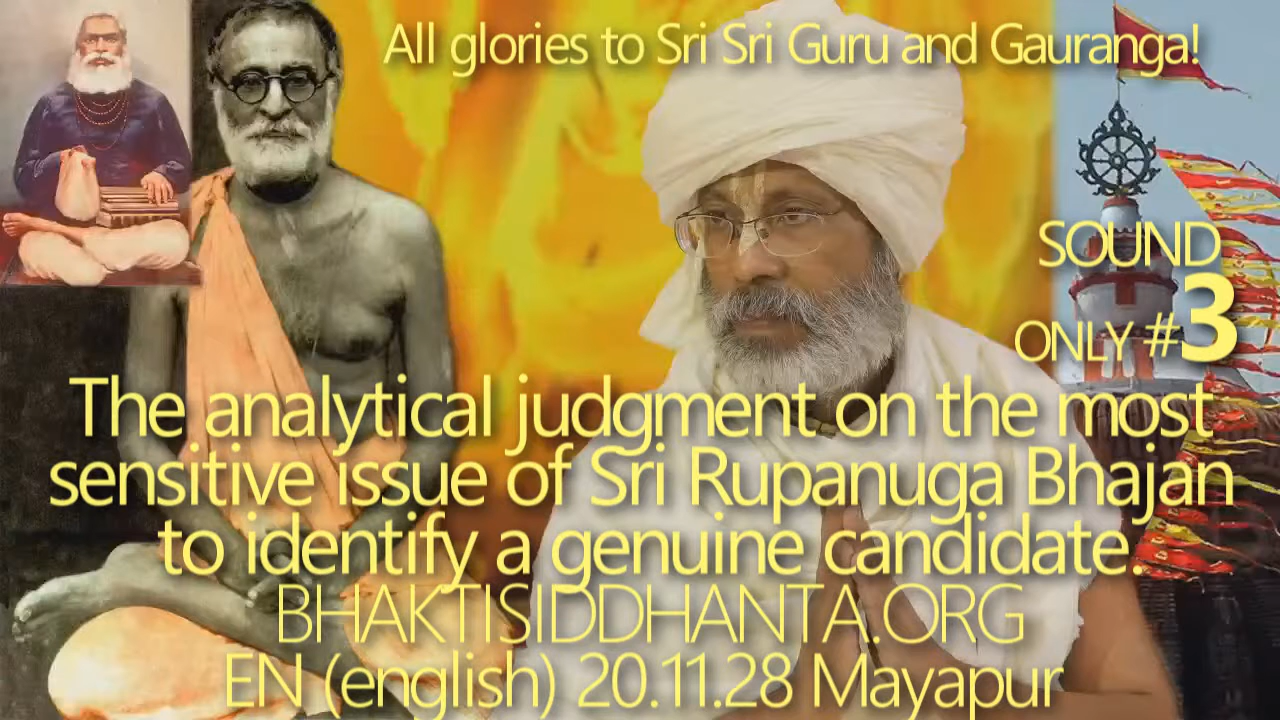 All glories to Sri Sri Guru and Gauranga!
SOUND
ONLY #3
The analytical judgment on the most
sensitive issue of Sri Rupanuga Bhajan
to identify a genuine candidate.
BHAKTISIDDHANTA.ORG
EN (english) 20.11.28 Mayapur